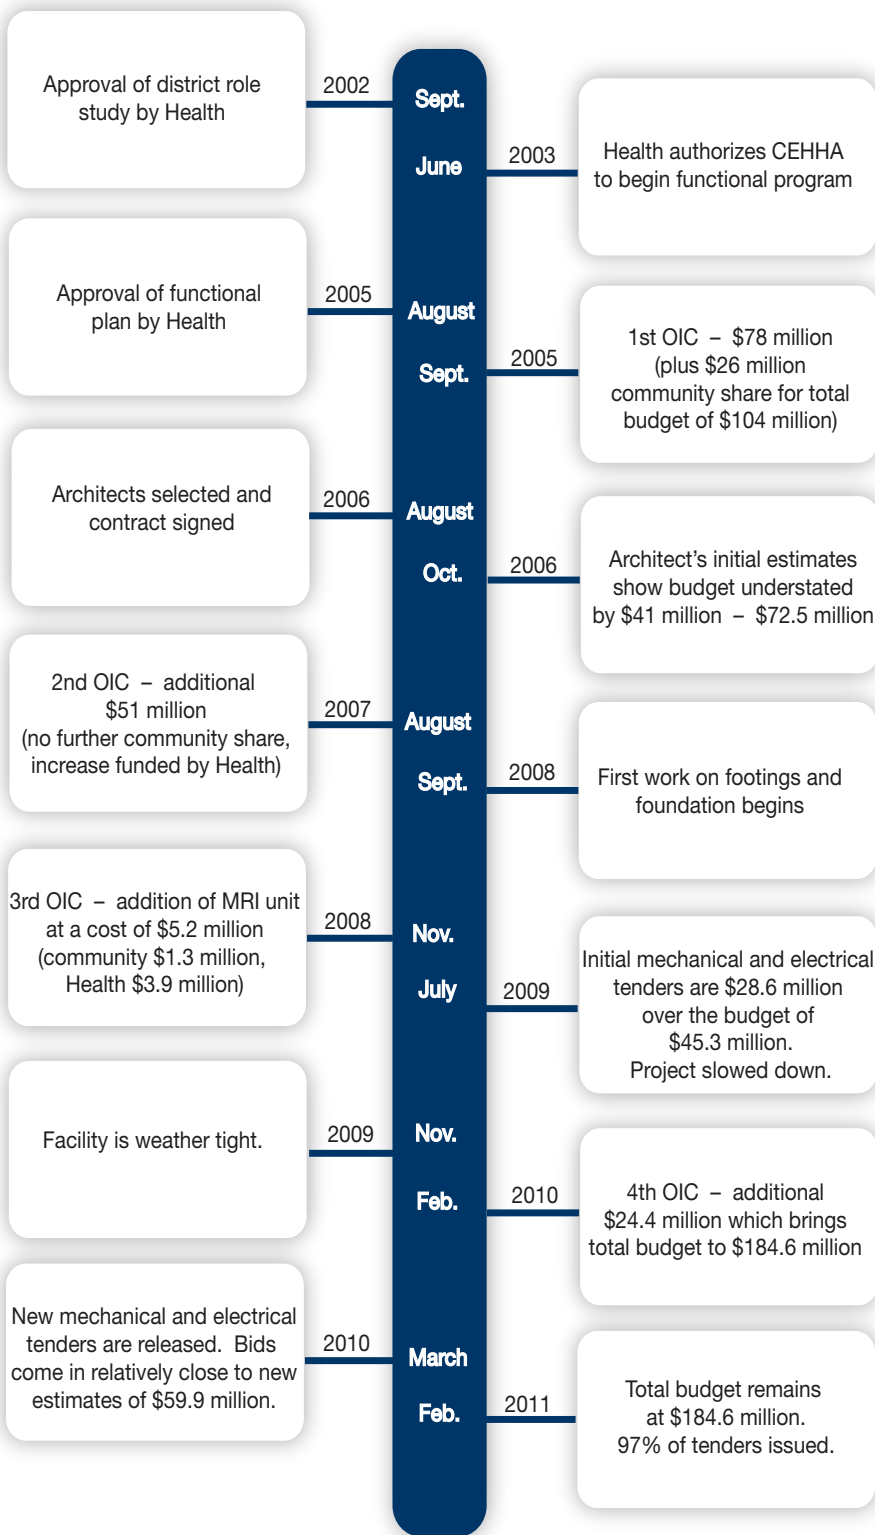 Approval of district role
study by Health
2002
Sept.
June
2003
Health authorizes CEHHA
to begin functional program
Approval of functional
plan by Health
2005
August
Sept.
2005
1st OIC – $78 million
(plus $26 million
community share for total
budget of $104 million)
Architects selected and
contract signed
2006
August
Oct.
2006
Architect's initial estimates
show budget understated
by $41 million – $72.5 million
2nd OIC – additional
$51 million
(no further community share,
increase funded by Health)
2007
August
Sept.
2008
First work on footings and
foundation begins
3rd OIC – addition of MRI unit
at a cost of $5.2 million
(community $1.3 million,
Health $3.9 million)
2008
Nov.
July
2009
Initial mechanical and electrical
tenders are $28.6 million
over the budget of
$45.3 million.
Project slowed down.
Facility is weather tight.
2009
Nov.
Feb.
2010
4th OIC – additional
$24.4 million which brings
total budget to $184.6 million
New mechanical and electrical
tenders are released. Bids
come in relatively close to new
estimates of $59.9 million.
2010
March
Feb.
2011
Total budget remains
at $184.6 million.
97% of tenders issued.